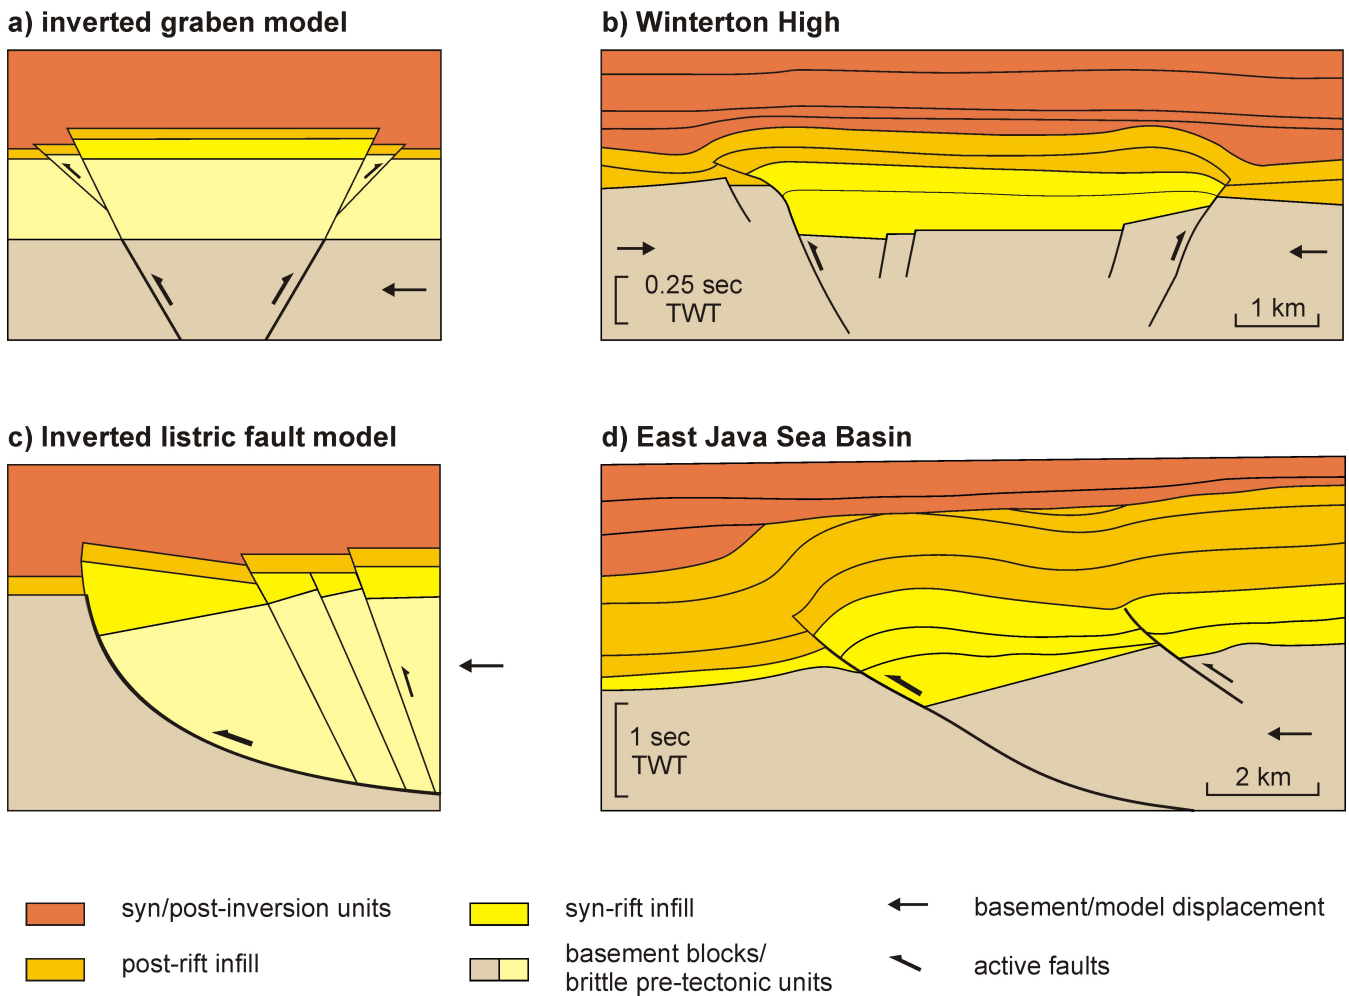 a) inverted graben model
b) Winterton High
0.25 sec
TWT
1 km
c) Inverted listric fault model
d) East Java Sea Basin
1 sec
TWT
2 km
syn/post-inversion units
syn-rift infill
basement/model displacement
post-rift infill
basement blocks/
brittle pre-tectonic units
active faults